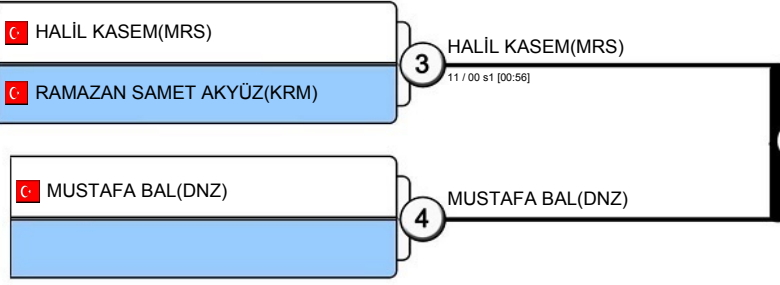 HALİL KASEM(MRS)
RAMAZAN SAMET AKYÜZ(KRM)
3
HALİL KASEM(MRS)
11 / 00 s1 [00:56]
MUSTAFA BAL(DNZ)
4
MUSTAFA BAL(DNZ)